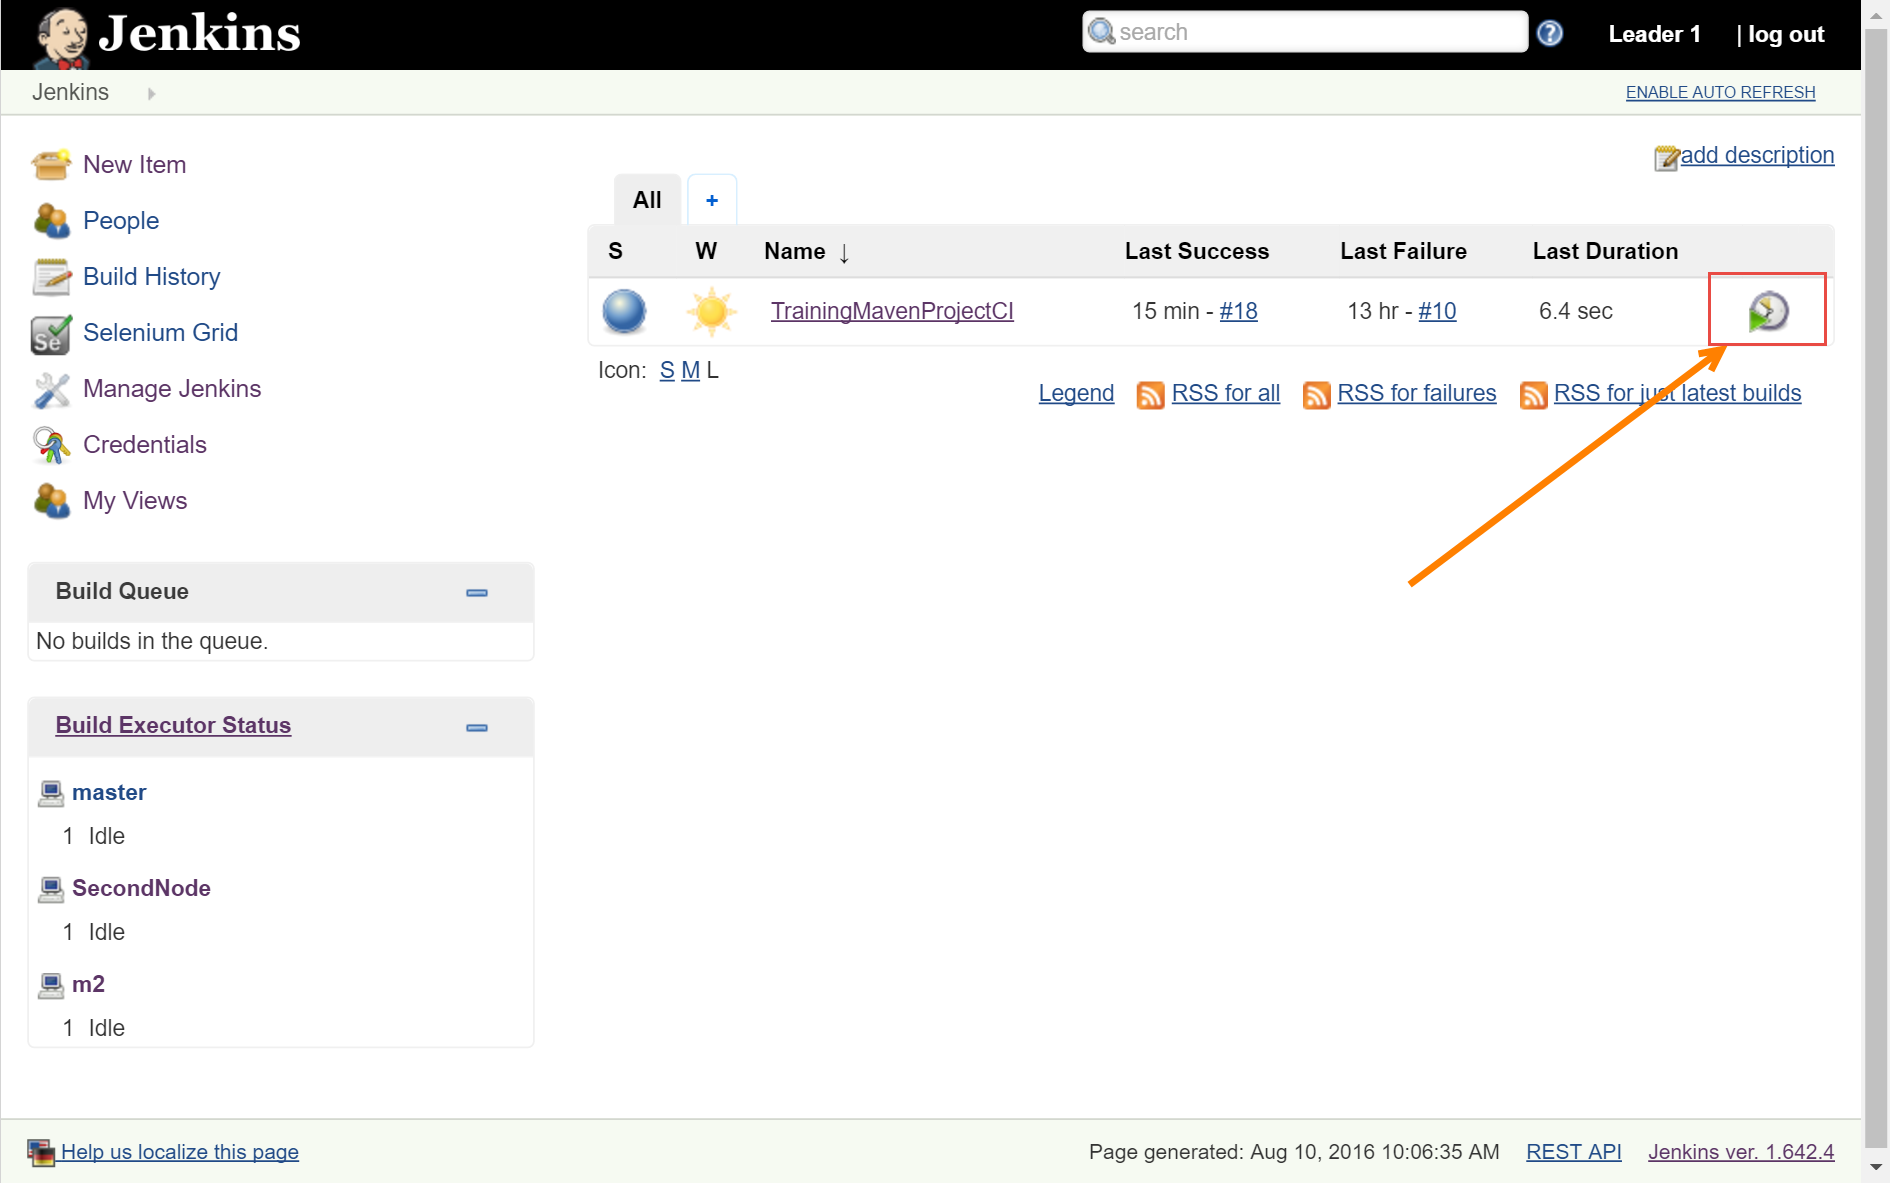 Jenkins
search
?
Leader 1 | log out
Jenkins
ENABLE AUTO REFRESH
New Item
People
Build History
Se Selenium Grid
Manage Jenkins
Credentials
My Views
Build Queue
No builds in the queue.
Build Executor Status
master
1 Idle
SecondNode
1 Idle
m2
1 Idle
add description
All +
S W Name ↓ Last Success Last Failure Last Duration
TrainingMavenProjectCI 15 min - #18 13 hr - #10 6.4 sec
Icon: S M L
Legend RSS for all RSS for failures RSS for just latest builds
Help us localize this page
Page generated: Aug 10, 2016 10:06:35 AM REST API Jenkins ver. 1.642.4